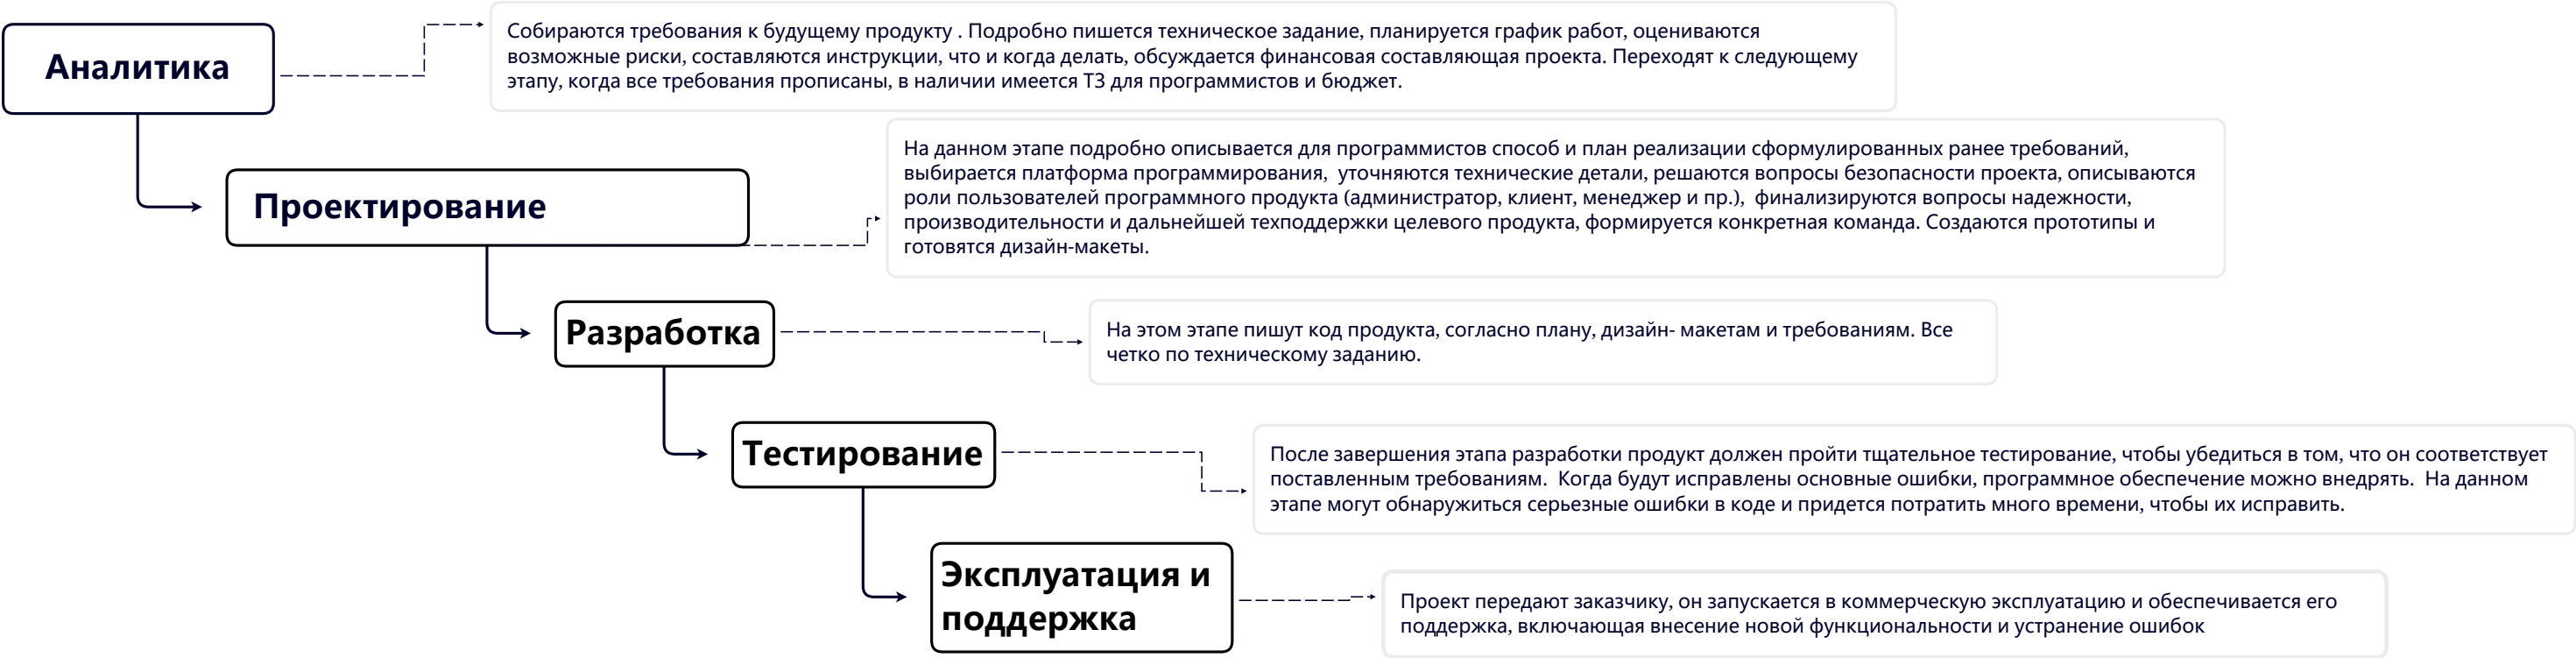 Аналитика
Собираются требования к будущему продукту . Подробно пишется техническое задание, планируется график работ, оцениваются
возможные риски, составляются инструкции, что и когда делать, обсуждается финансовая составляющая проекта. Переходят к следующему
этапу, когда все требования прописаны, в наличии имеется ТЗ для программистов и бюджет.
Проектирование
На данном этапе подробно описывается для программистов способ и план реализации сформулированных ранее требований,
выбирается платформа программирования,  уточняются технические детали, решаются вопросы безопасности проекта, описываются
роли пользователей программного продукта (администратор, клиент, менеджер и пр.),  финализируются вопросы надежности,
производительности и дальнейшей техподдержки целевого продукта, формируется конкретная команда. Создаются прототипы и
готовятся дизайн-макеты.
Разработка
На этом этапе пишут код продукта, согласно плану, дизайн- макетам и требованиям. Все
четко по техническому заданию.
Тестирование
После завершения этапа разработки продукт должен пройти тщательное тестирование, чтобы убедиться в том, что он соответствует
поставленным требованиям.  Когда будут исправлены основные ошибки, программное обеспечение можно внедрять.  На данном
этапе могут обнаружиться серьезные ошибки в коде и придется потратить много времени, чтобы их исправить.
Эксплуатация и
поддержка
Проект передают заказчику, он запускается в коммерческую эксплуатацию и обеспечивается его
поддержка, включающая внесение новой функциональности и устранение ошибок